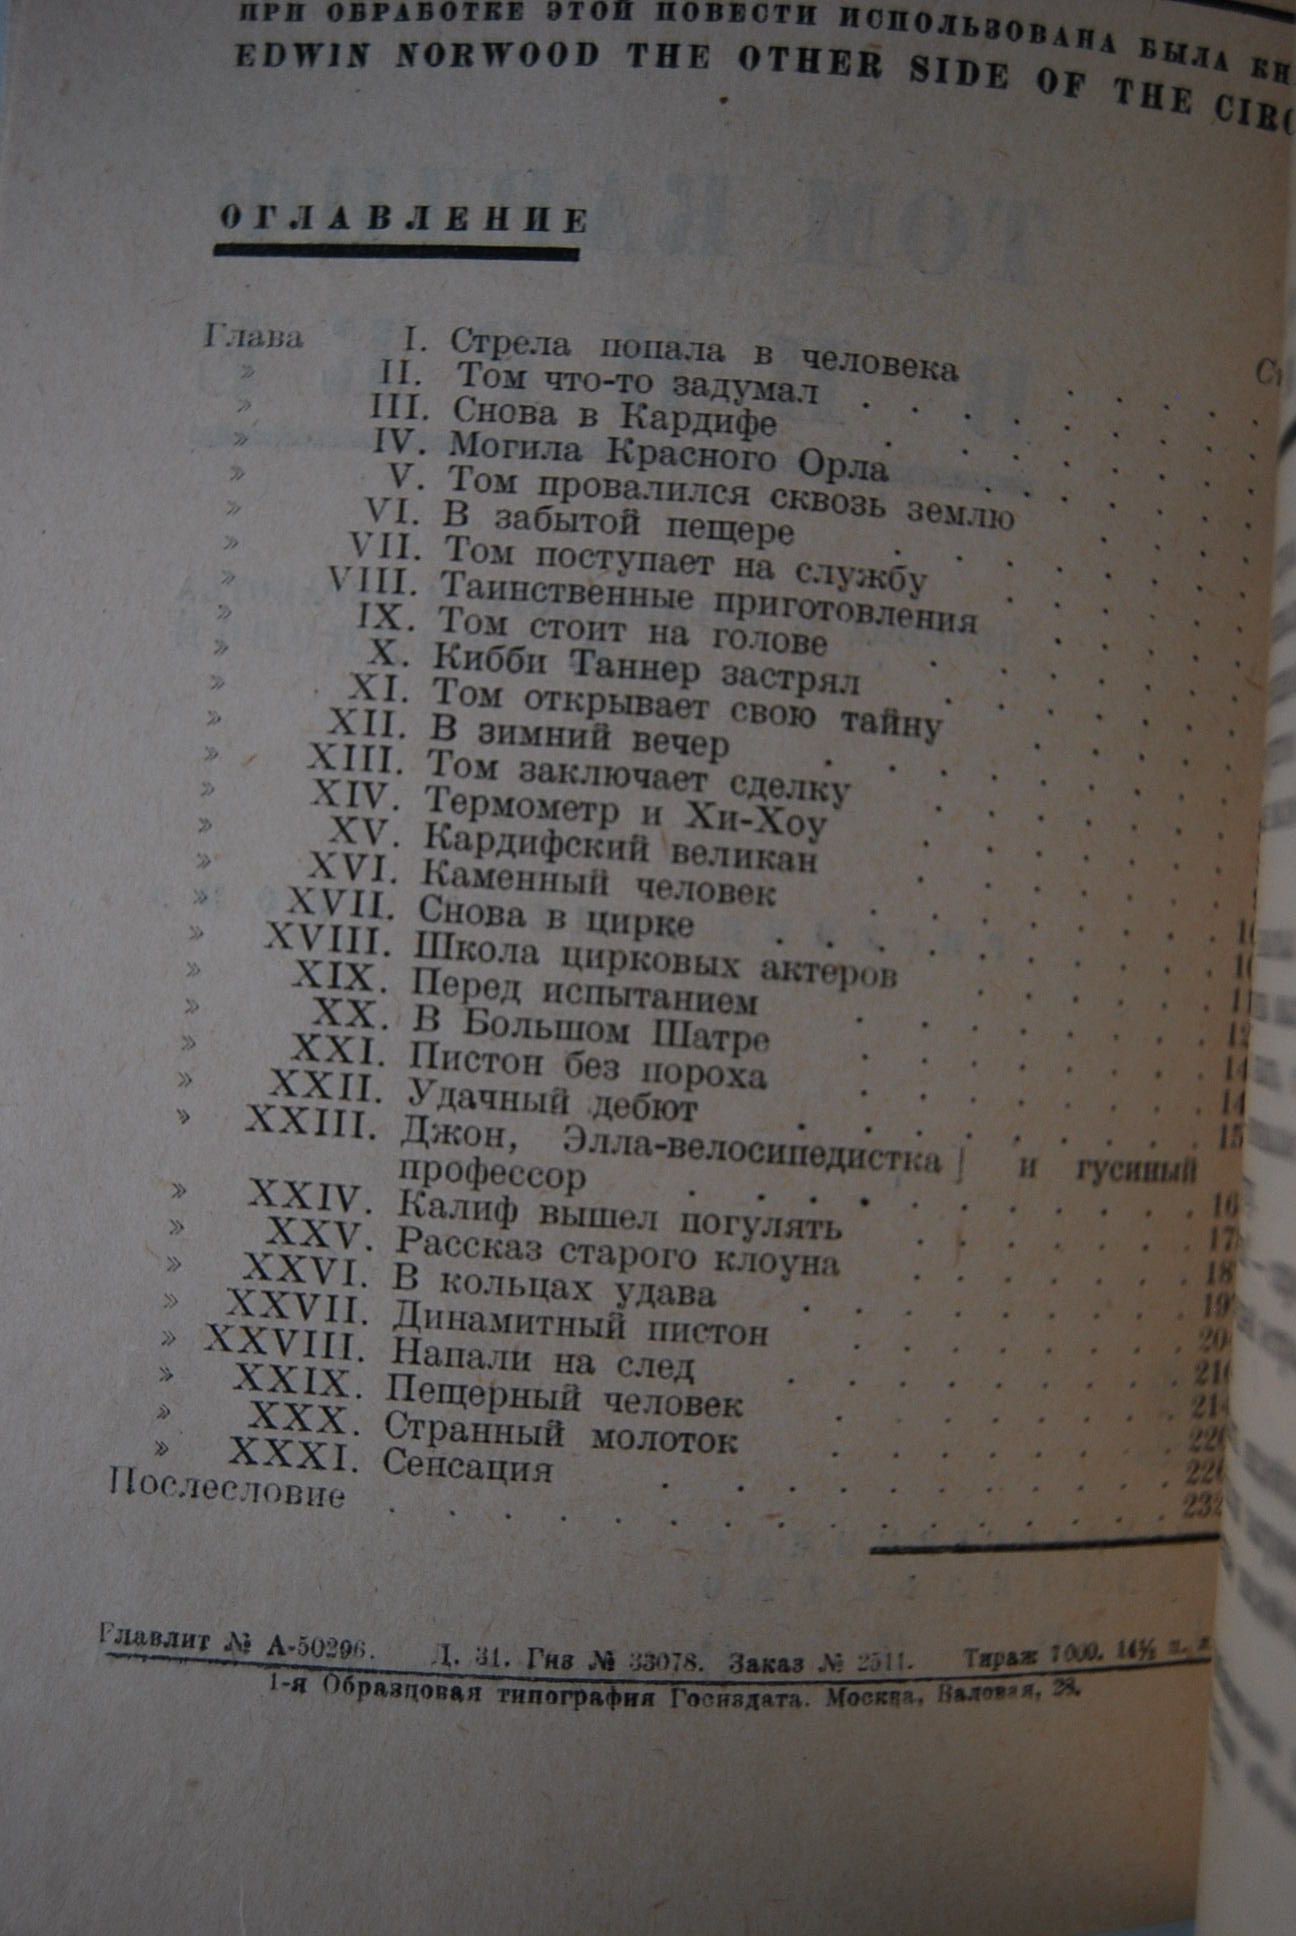 ПРИ ОБРАБОТКЕ ЭТОЙ ПОВЕСТИ ИСПОЛЬЗОВАНА БЫЛА
EDWIN NORWOOD THE OTHER SIDE OF THE
ОГЛАВЛЕНИЕ
Глава I. Стрела попала в человека
» II. Том что-то задумал
» III. Снова в Кардифе
» IV. Могила Красного Орла
» V. Том провалился сквозь землю
» VI. В забытой пещере
» VII. Том поступает на службу
» VIII. Таинственные приготовления
» IX. Том стоит на голове
» X. Кибби Таннер застрял
» XI. Том открывает свою тайну
» XII. В зимний вечер
» XIII. Том заключает сделку
» XIV. Термометр и Хи-Хоу
» XV. Кардифский великан
» XVI. Каменный человек
» XVII. Снова в цирке
» XVIII. Школа цирковых актеров
» XIX. Перед испытанием
» XX. В Большом Шатре
» XXI. Пистон без пороха
» XXII. Удачный дебют
» XXIII. Джон, Элла-велосипедистка и гусиный
профессор
» XXIV. Калиф вышел погулять
» XXV. Рассказ старого клоуна
» XXVI. В кольцах удава
» XXVII. Динамитный пистон
» XXVIII. Напали на след
» XXIX. Пещерный человек
» XXX. Странный молоток
» XXXI. Сенсация
Послесловие 232
Главлит № А-50296. Д. 31. Гиз № 33078. Заказ № 2511. Тираж 7000. 14½ п. л.
1-я Образцовая типография Госиздата. Москва, Валовая, 28.